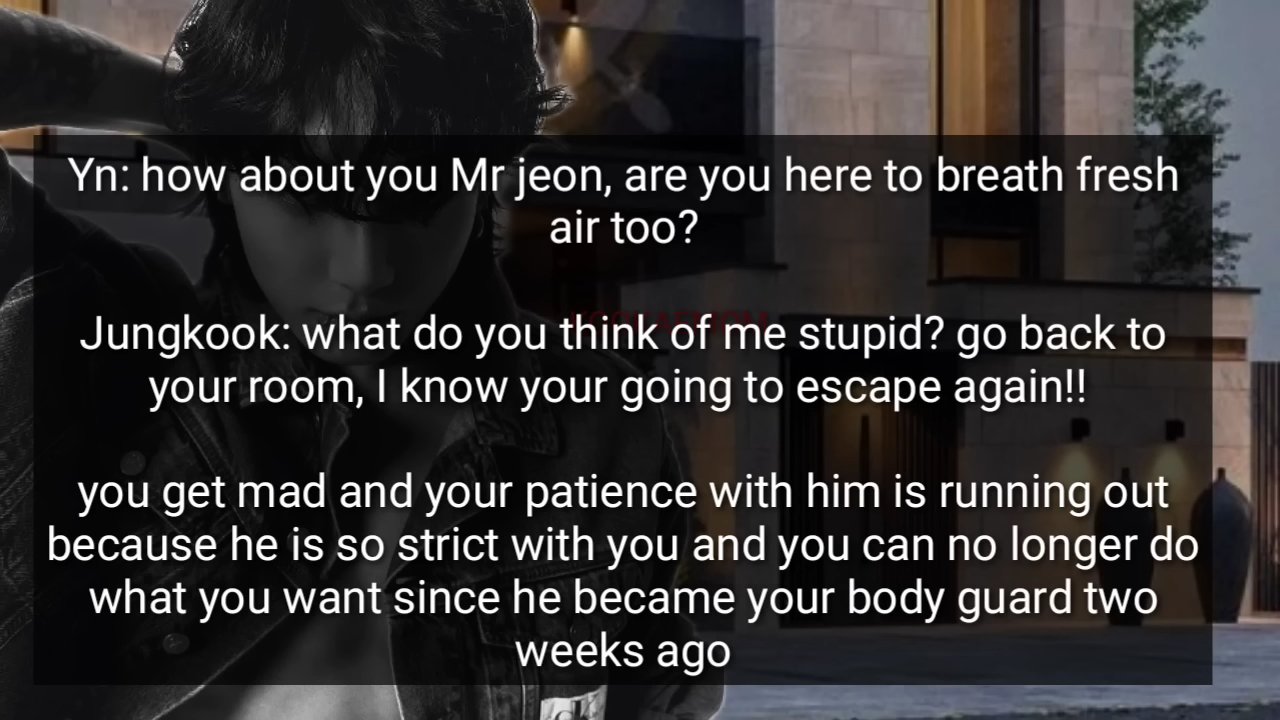 Yn: how about you Mr jeon, are you here to breath fresh
air too?
Jungkook: what do you think of me stupid? go back to
your room, I know your going to escape again!!
you get mad and your patience with him is running out
because he is so strict with you and you can no longer do
what you want since he became your body guard two
weeks ago